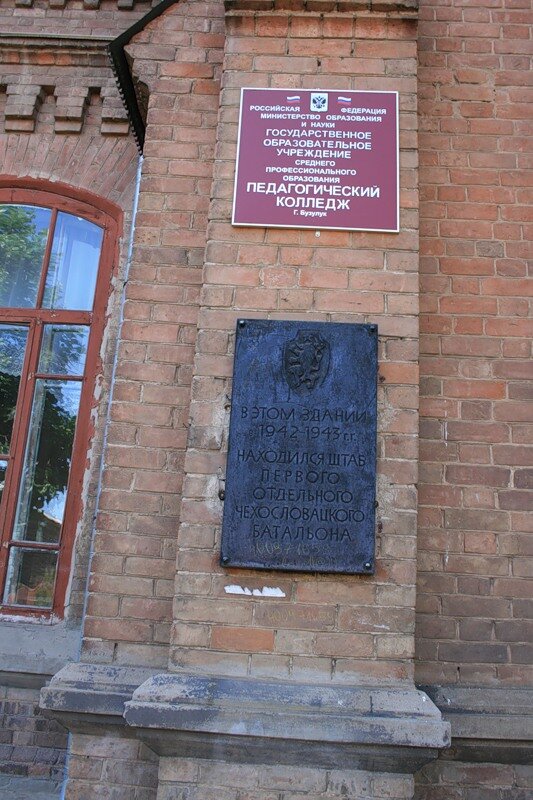 РОССИЙСКАЯ ФЕДЕРАЦИЯ
МИНИСТЕРСТВО ОБРАЗОВАНИЯ
И НАУКИ
ГОСУДАРСТВЕННОЕ
ОБРАЗОВАТЕЛЬНОЕ
УЧРЕЖДЕНИЕ
СРЕДНЕГО
ПРОФЕССИОНАЛЬНОГО
ОБРАЗОВАНИЯ
ПЕДАГОГИЧЕСКИЙ
КОЛЛЕДЖ
Г. Бузулук
В ЭТОМ ЗДАНИИ
в 1942-1943 г.г.
НАХОДИЛСЯ ШТАБ
ПЕРВОГО
ОТДЕЛЬНОГО
ЧЕХОСЛОВАЦКОГО
БАТАЛЬОНА